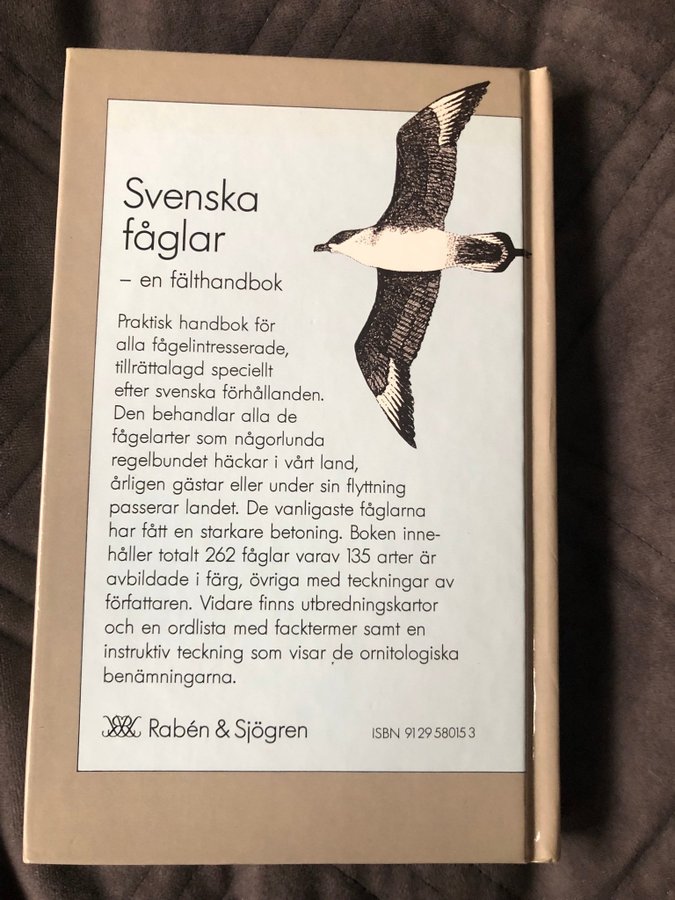 Svenska
fåglar
– en fälthandbok
Praktisk handbok för
alla fågelintresserade,
tillrättalagd speciellt
efter svenska förhållanden.
Den behandlar alla de
fågelarter som någorlunda
regelbundet häckar i vårt land,
årligen gästar eller under sin flyttning
passerar landet. De vanligaste fåglarna
har fått en starkare betoning. Boken inne-
håller totalt 262 fåglar varav 135 arter är
avbildade i färg, övriga med teckningar av
författaren. Vidare finns utbredningskartor
och en ordlista med facktermer samt en
instruktiv teckning som visar de ornitologiska
benämningarna.
Rabén & Sjögren ISBN 91 29 58015 3